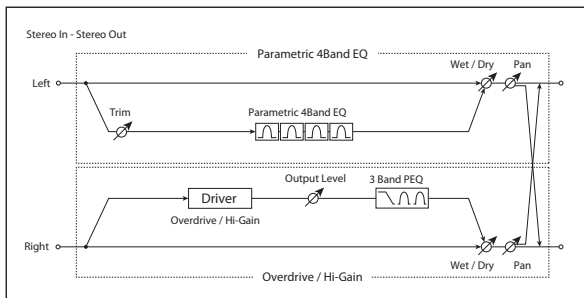 Stereo In - Stereo Out
Parametric 4Band EQ
Wet / Dry
Pan
Left
Trim
Parametric 4Band EQ
Output Level
3 Band PEQ
Driver
Overdrive / Hi-Gain
Right
Wet / Dry
Pan
Overdrive / Hi-Gain